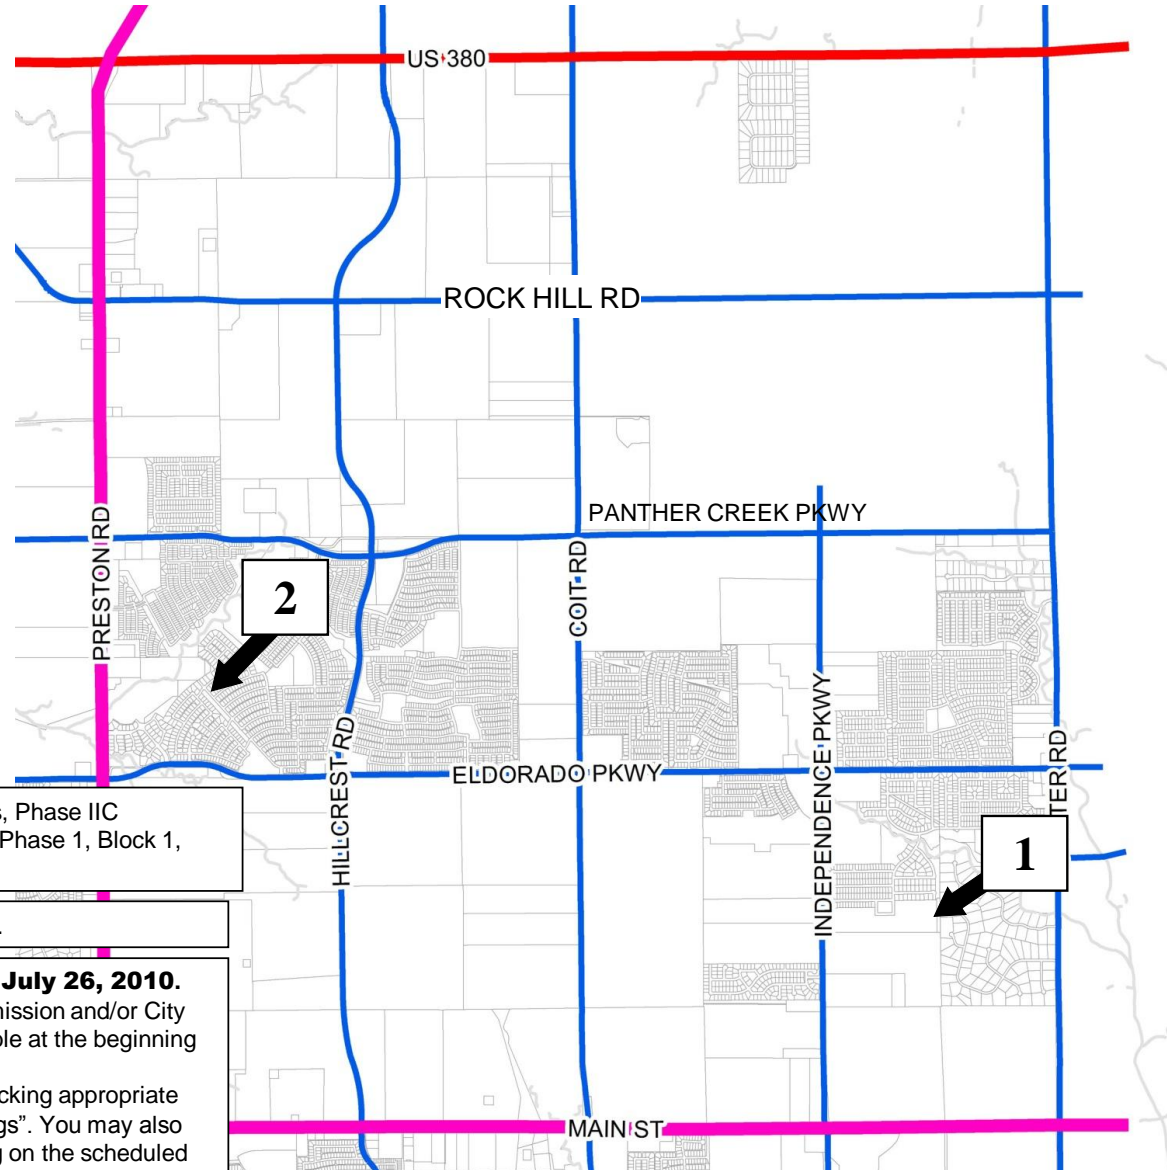 US 380
ROCK HILL RD
PANTHER CREEK PKWY
PRESTON RD
COIT RD
2
INDEPENDENCE PKWY
HILLCREST RD
ELDORADO PKWY
TER RD
1
s, Phase IIC
Phase 1, Block 1,
.
July 26, 2010.
mission and/or City
ble at the beginning
cking appropriate
gs”. You may also
g on the scheduled
MAIN ST